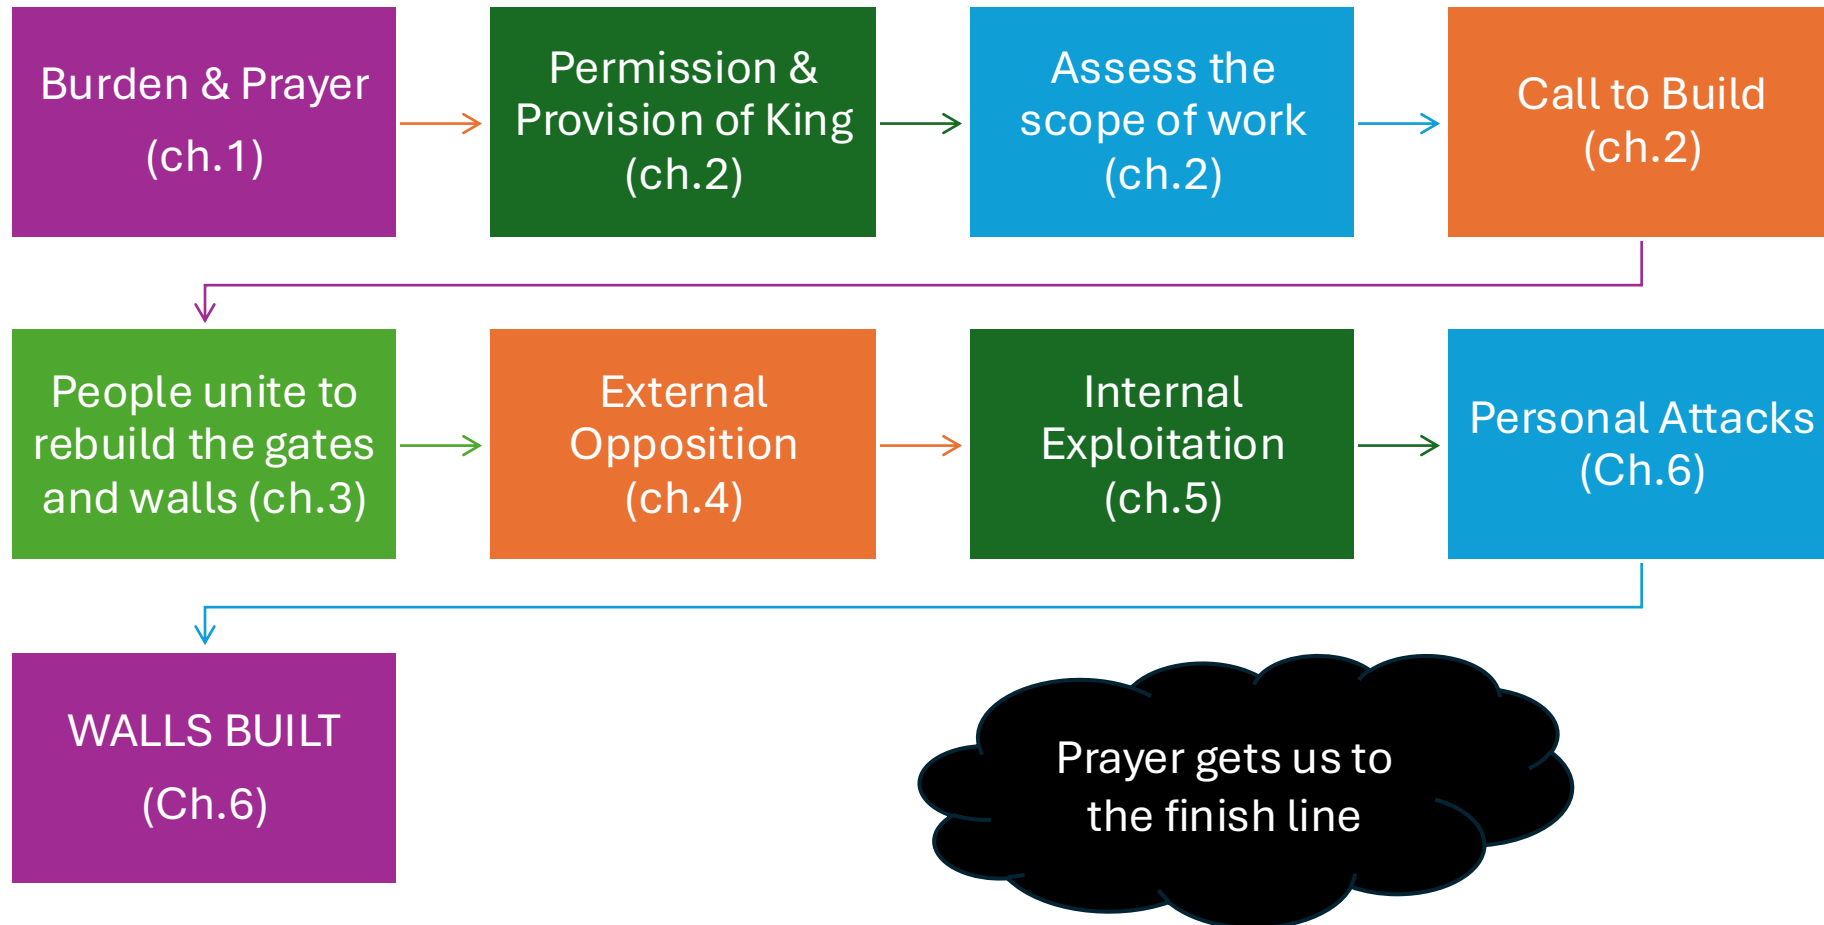 Burden & Prayer
(ch.1)
Permission &
Provision of King
(ch.2)
Assess the
scope of work
(ch.2)
Call to Build
(ch.2)
People unite to
rebuild the gates
and walls (ch.3)
External
Opposition
(ch.4)
Internal
Exploitation
(ch.5)
Personal Attacks
(Ch.6)
WALLS BUILT
(Ch.6)
Prayer gets us to
the finish line